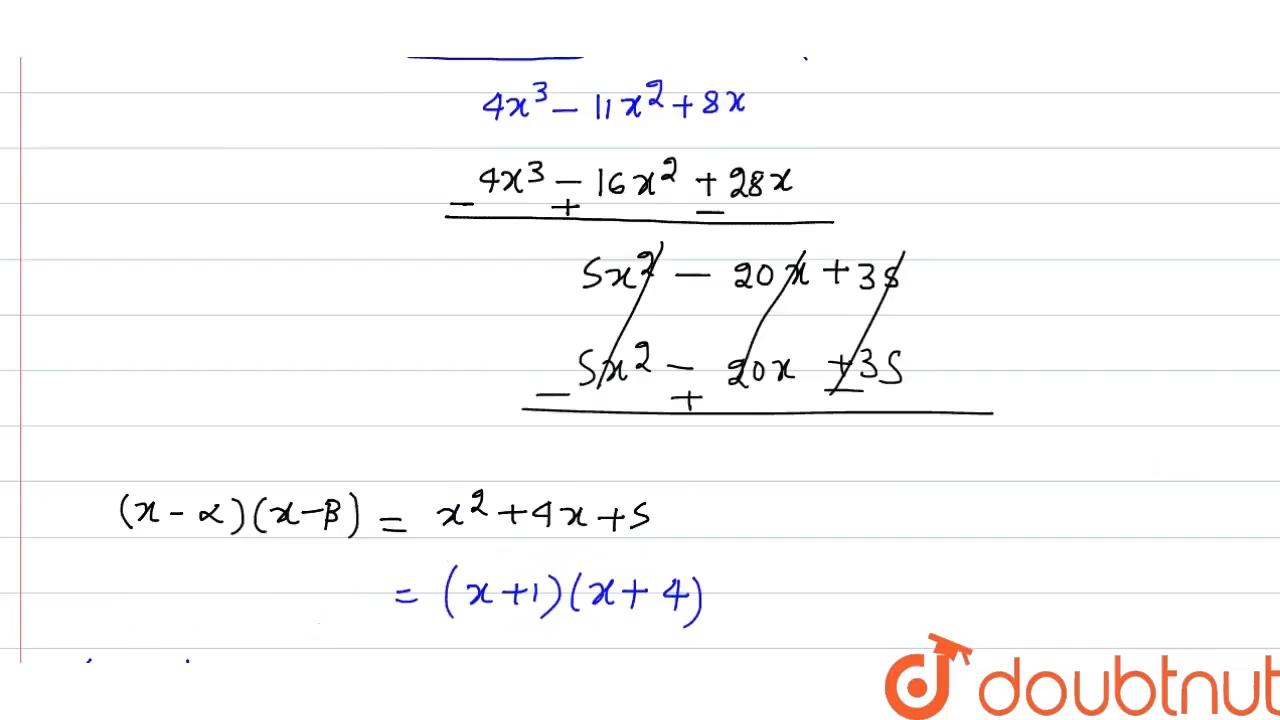 4x³ - 11x² + 8x
4x³ - 16x² + 28x
- + -
5x² - 20x + 35
5x² - 20x + 35
- + -
(x - α)(x - β) = x² + 4x + 5
= (x + 1)(x + 4)
doubtnut